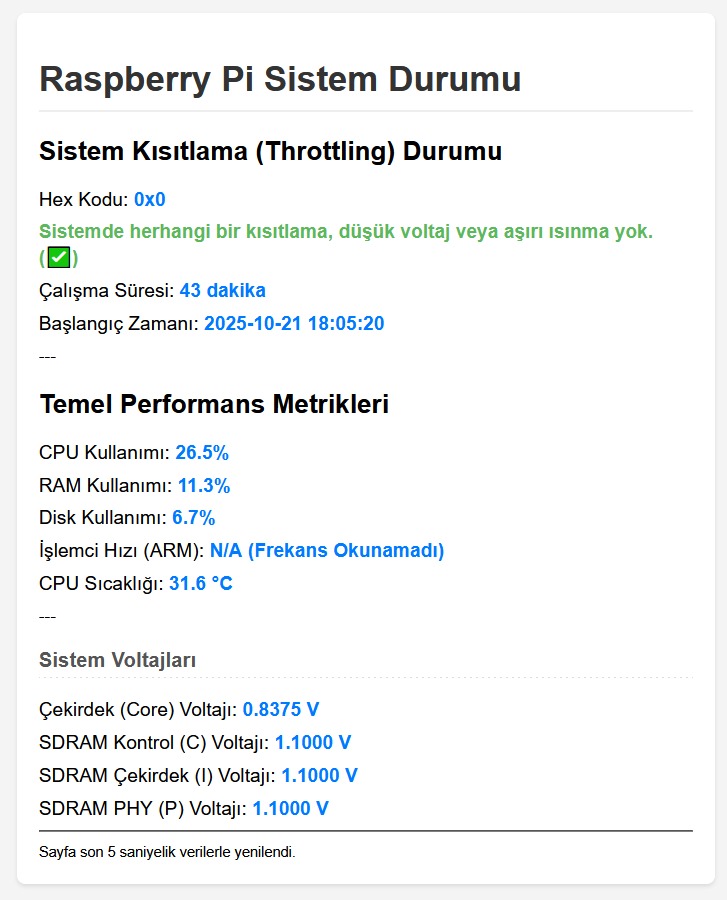 Raspberry Pi Sistem Durumu
Sistem Kısıtlama (Throttling) Durumu
Hex Kodu: 0x0
Sistemde herhangi bir kısıtlama, düşük voltaj veya aşırı ısınma yok.
(✅)
Çalışma Süresi: 43 dakika
Başlangıç Zamanı: 2025-10-21 18:05:20
---
Temel Performans Metrikleri
CPU Kullanımı: 26.5%
RAM Kullanımı: 11.3%
Disk Kullanımı: 6.7%
İşlemci Hızı (ARM): N/A (Frekans Okunamadı)
CPU Sıcaklığı: 31.6 °C
---
Sistem Voltajları
Çekirdek (Core) Voltajı: 0.8375 V
SDRAM Kontrol (C) Voltajı: 1.1000 V
SDRAM Çekirdek (I) Voltajı: 1.1000 V
SDRAM PHY (P) Voltajı: 1.1000 V
Sayfa son 5 saniyelik verilerle yenilendi.